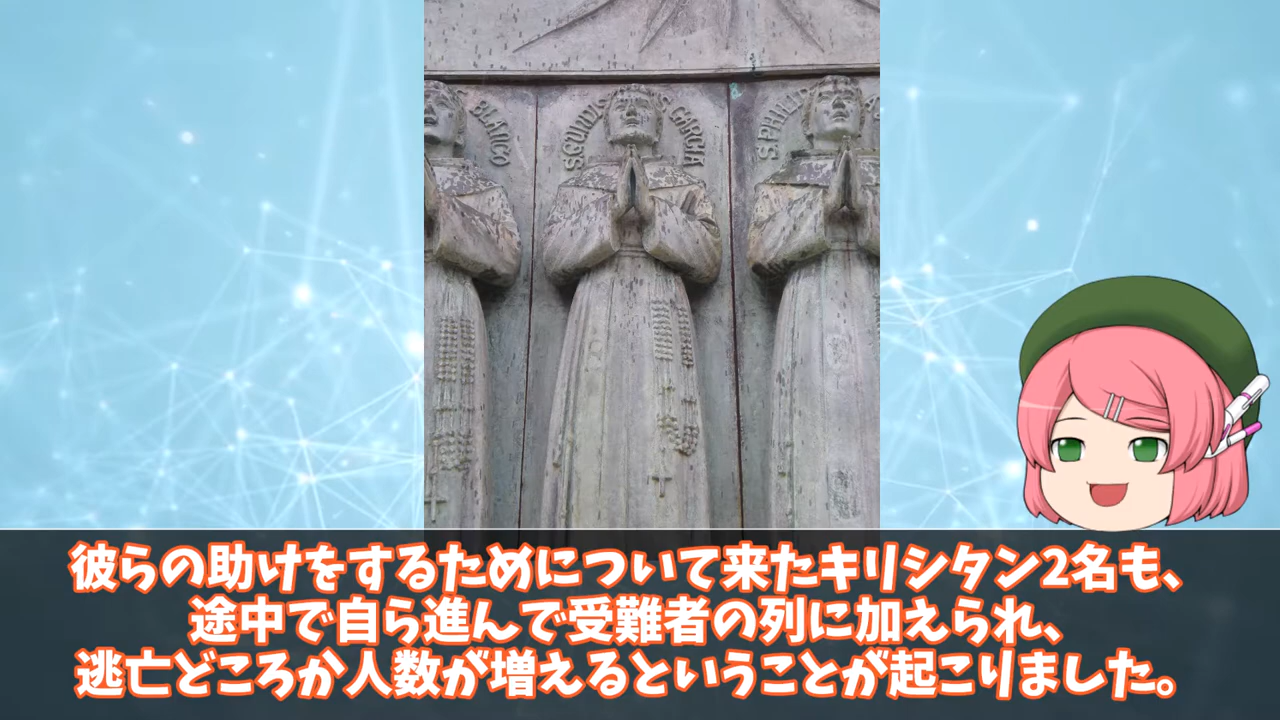 BLANCO
S. GUNDIS
S. GARCIA
S. PHILIP
彼らの助けをするためについて来たキリシタン2名も、
途中で自ら進んで受難者の列に加えられ、
逃亡どころか人数が増えるということが起こりました。